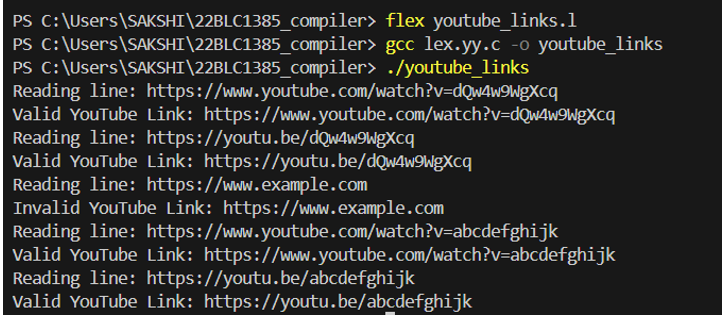 PS C:\Users\SAKSHI\22BLC1385_compiler> flex youtube_links.l
PS C:\Users\SAKSHI\22BLC1385_compiler> gcc lex.yy.c -o youtube_links
PS C:\Users\SAKSHI\22BLC1385_compiler> ./youtube_links
Reading line: https://www.youtube.com/watch?v=dQw4w9WgXcq
Valid YouTube Link: https://www.youtube.com/watch?v=dQw4w9WgXcq
Reading line: https://youtu.be/dQw4w9WgXcq
Valid YouTube Link: https://youtu.be/dQw4w9WgXcq
Reading line: https://www.example.com
Invalid YouTube Link: https://www.example.com
Reading line: https://www.youtube.com/watch?v=abcdefghijk
Valid YouTube Link: https://www.youtube.com/watch?v=abcdefghijk
Reading line: https://youtu.be/abcdefghijk
Valid YouTube Link: https://youtu.be/abcdefghijk